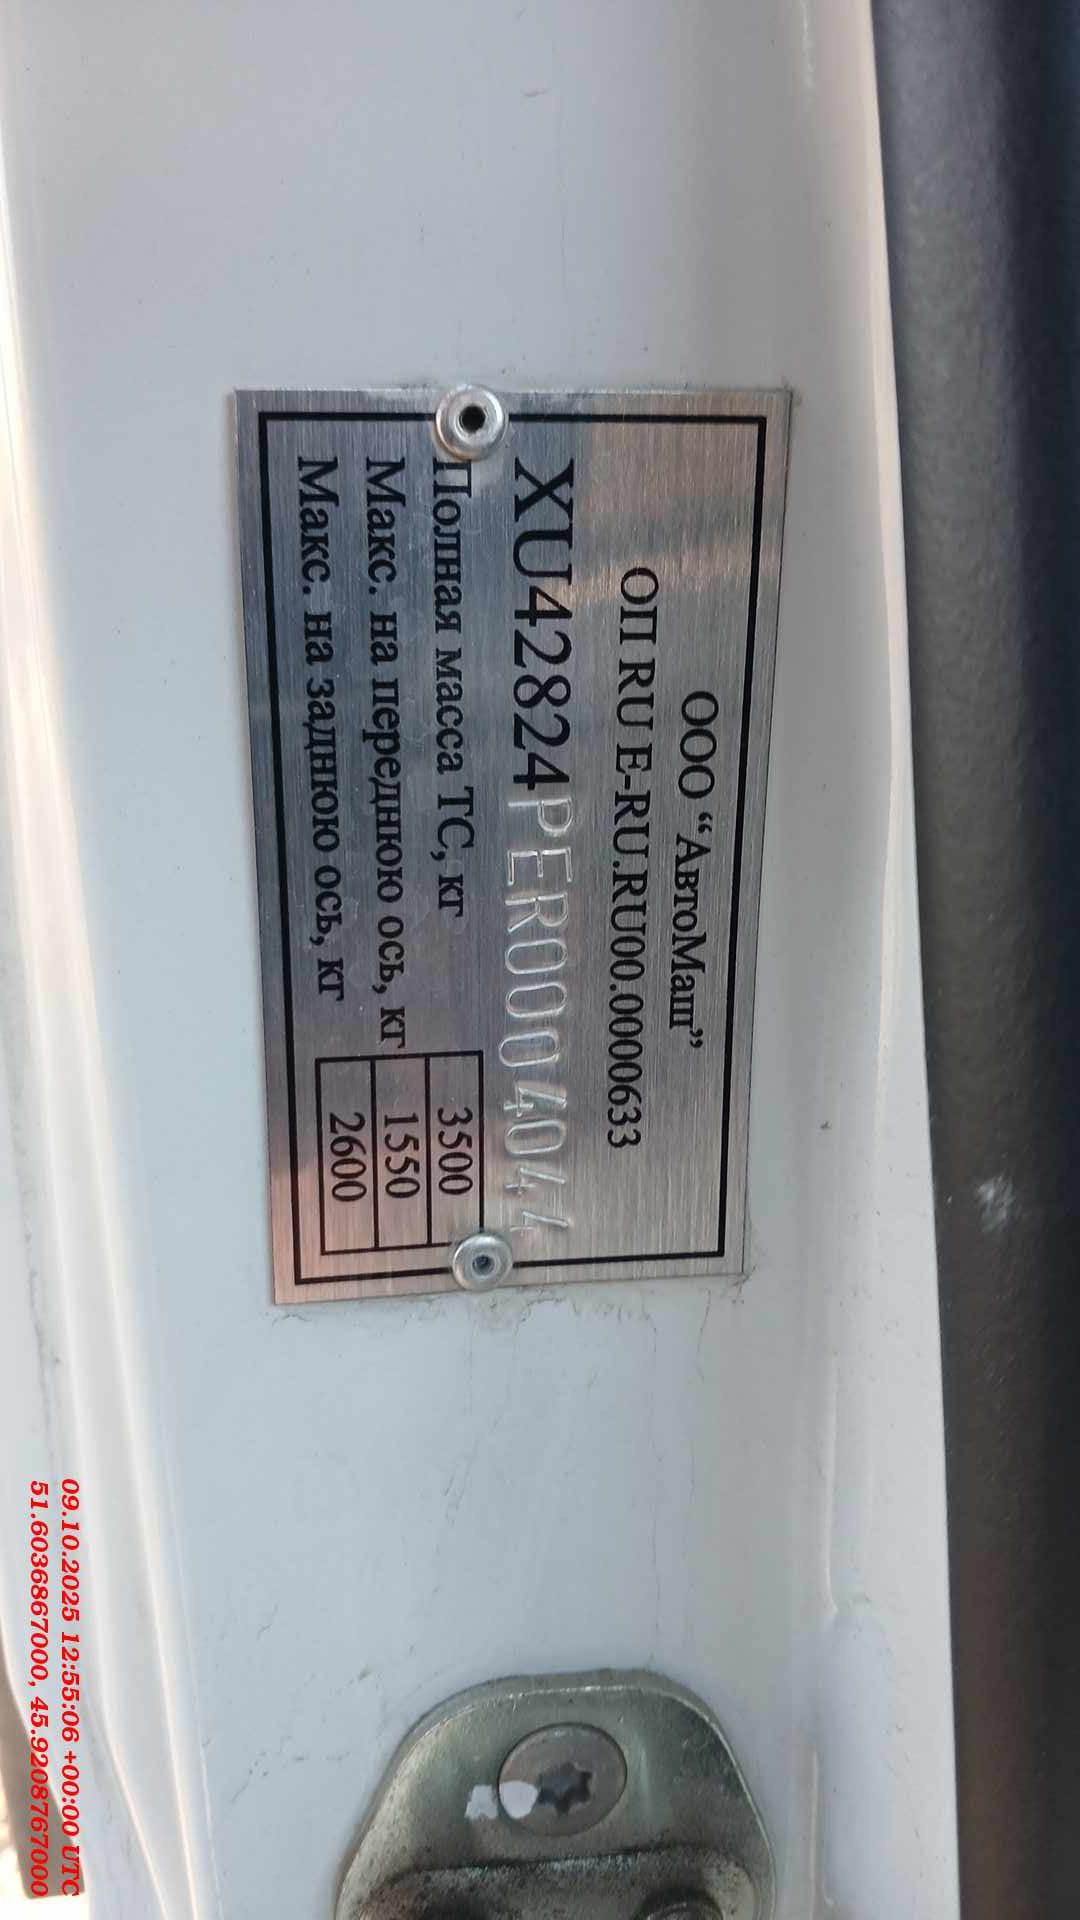 ООО “АвтоМаш”
ОП RU E-RU.RU00.0000633
XU42824PER0004044
Полная масса ТС, кг 3500
Макс. на переднюю ось, кг 1550
Макс. на заднюю ось, кг 2600
09.10.2025 12:55:06 +00:00 UTC
51.6036867000, 45.9208767000